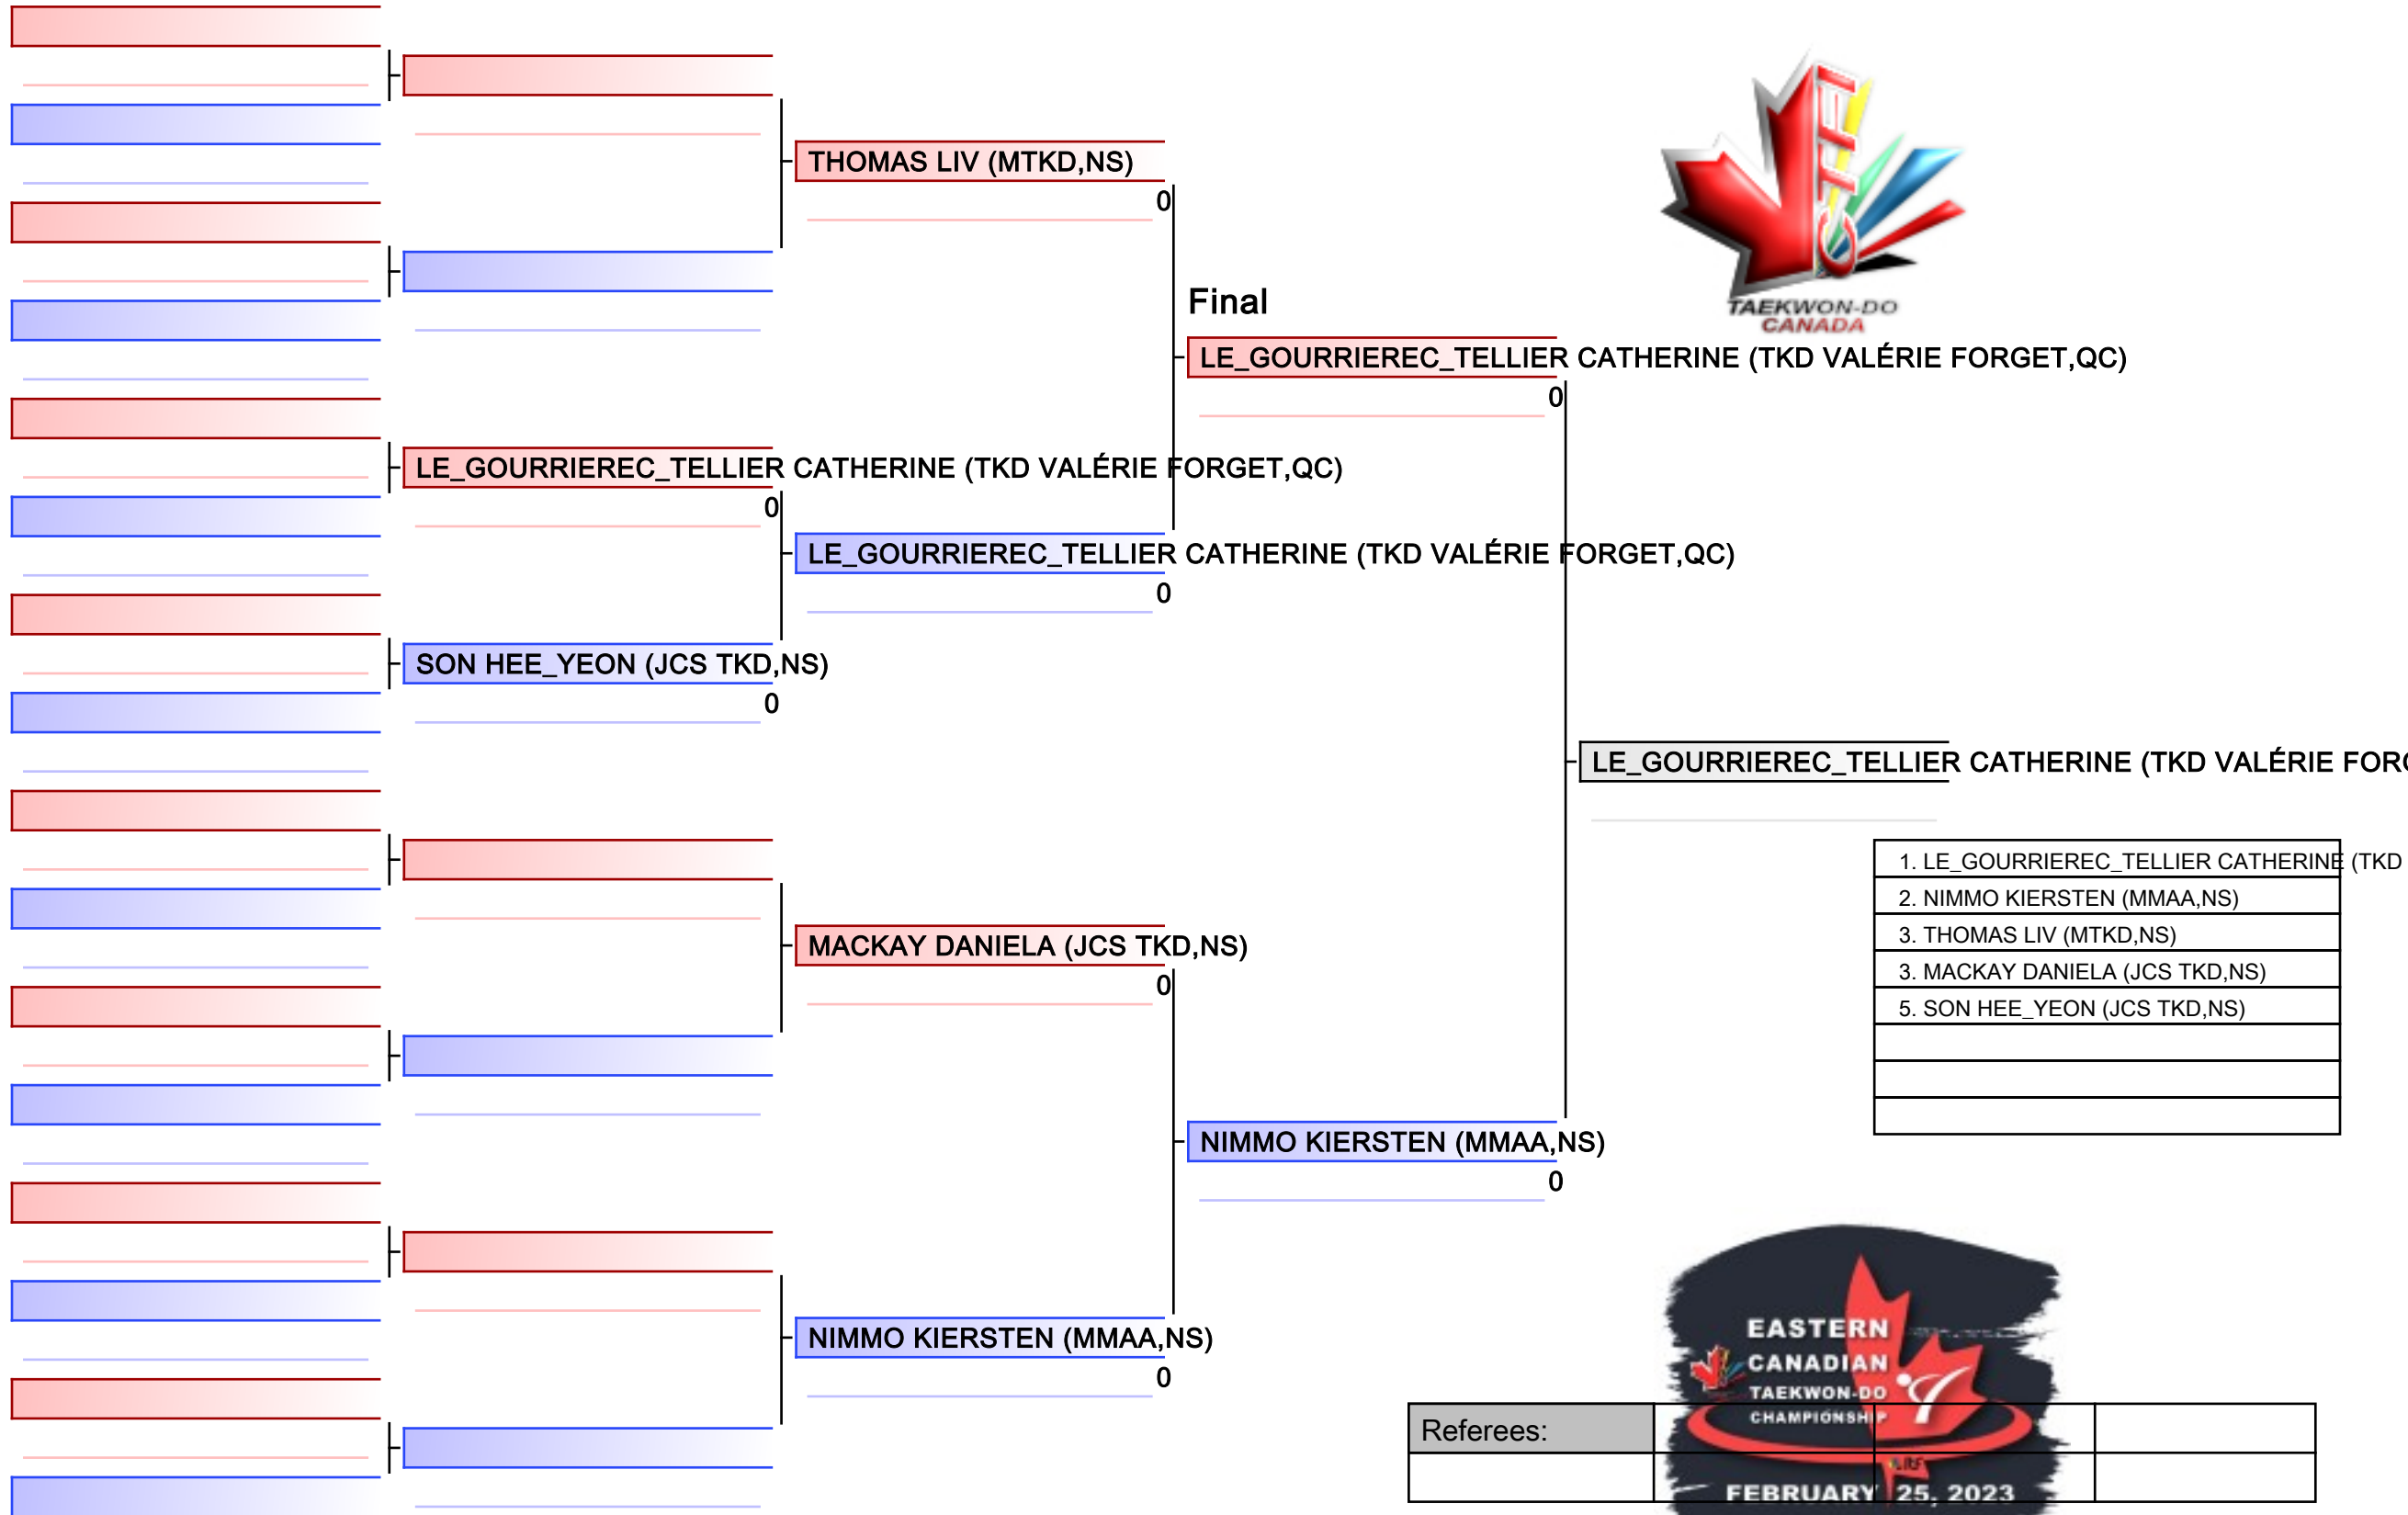 THOMAS LIV (MTKD,NS)
0
C-ITF
TAEKWON-DO
CANADA
Final
LE_GOURRIEREC_TELLIER CATHERINE (TKD VALÉRIE FORGET,QC)
0
LE_GOURRIEREC_TELLIER CATHERINE (TKD VALÉRIE FORGET,QC)
0
LE_GOURRIEREC_TELLIER CATHERINE (TKD VALÉRIE FORGET,QC)
0
SON HEE_YEON (JCS TKD,NS)
0
LE_GOURRIEREC_TELLIER CATHERINE (TKD VALÉRIE FOR
1. LE_GOURRIEREC_TELLIER CATHERINE (TKD
2. NIMMO KIERSTEN (MMAA,NS)
3. THOMAS LIV (MTKD,NS)
3. MACKAY DANIELA (JCS TKD,NS)
5. SON HEE_YEON (JCS TKD,NS)
MACKAY DANIELA (JCS TKD,NS)
0
NIMMO KIERSTEN (MMAA,NS)
0
NIMMO KIERSTEN (MMAA,NS)
0
EASTERN
CANADIAN
TAEKWON-DO
CHAMPIONSHIP
Referees:
FEBRUARY 25, 2023